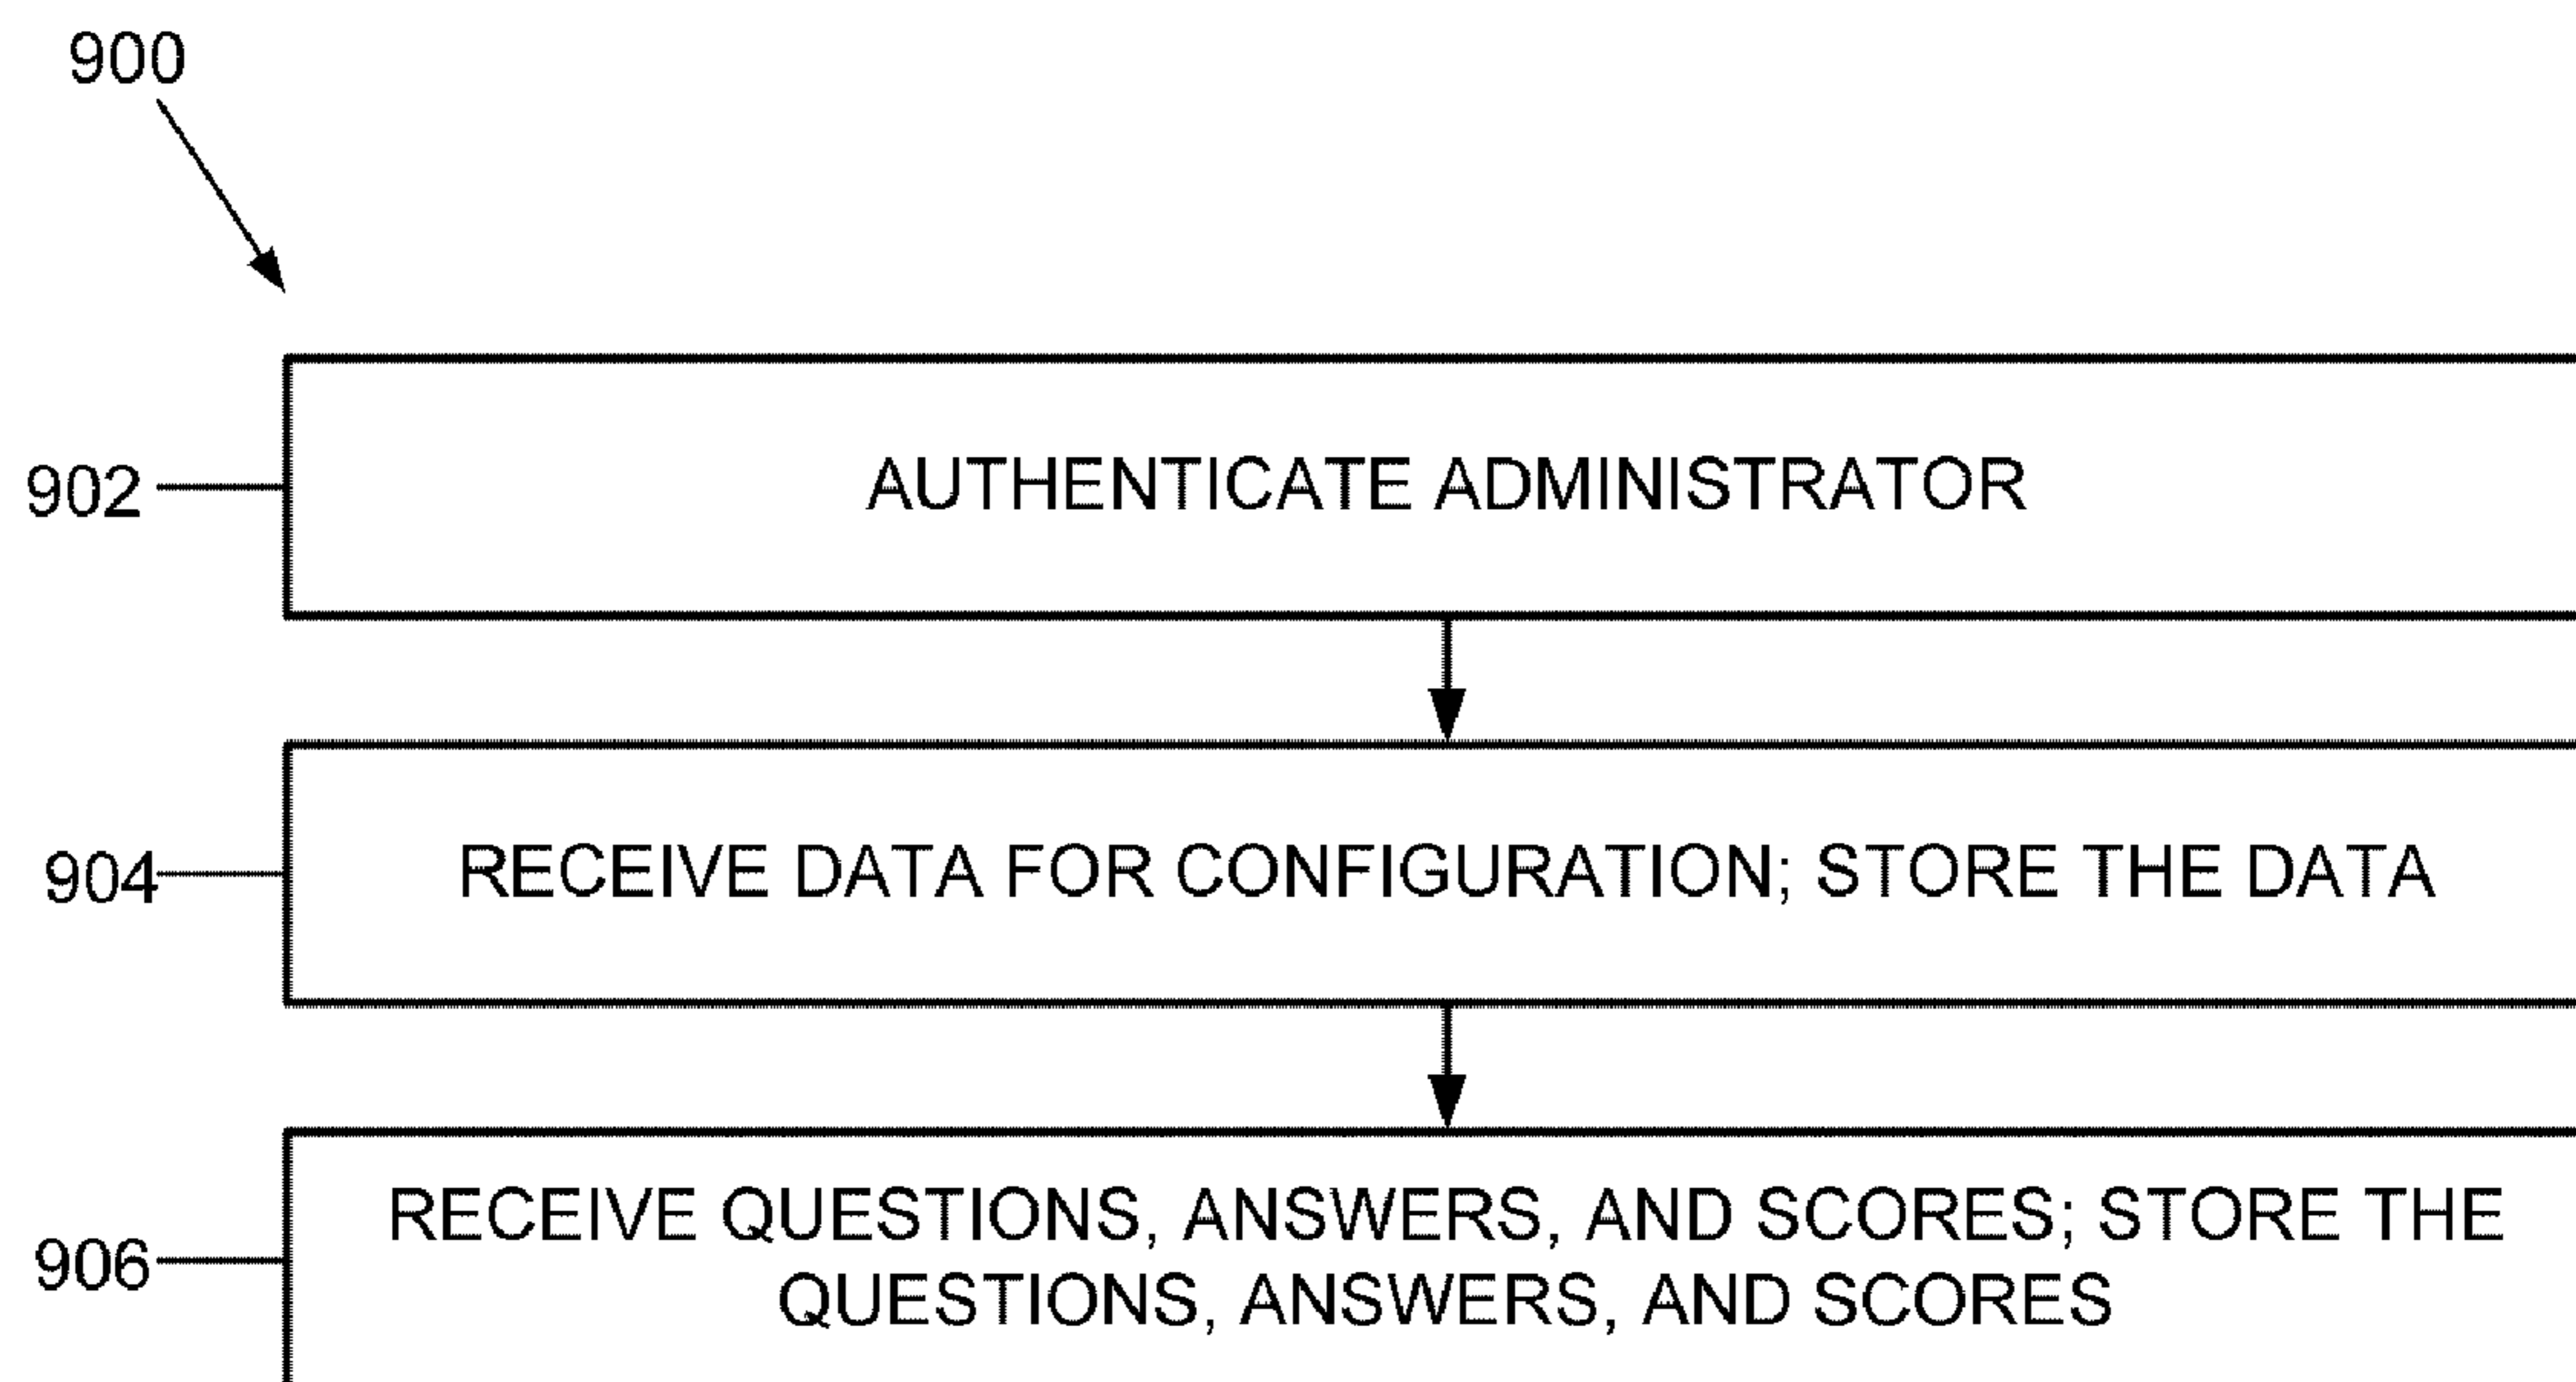 900
902
AUTHENTICATE ADMINISTRATOR
904
RECEIVE DATA FOR CONFIGURATION; STORE THE DATA
906
RECEIVE QUESTIONS, ANSWERS, AND SCORES; STORE THE
QUESTIONS, ANSWERS, AND SCORES